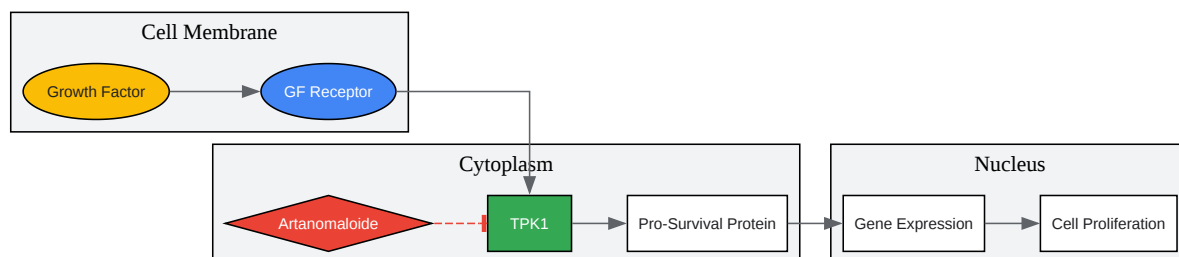 Cell Membrane
Growth Factor
GF Receptor
Cytoplasm
Artanomaloide
TPK1
Pro-Survival Protein
Nucleus
Gene Expression
Cell Proliferation